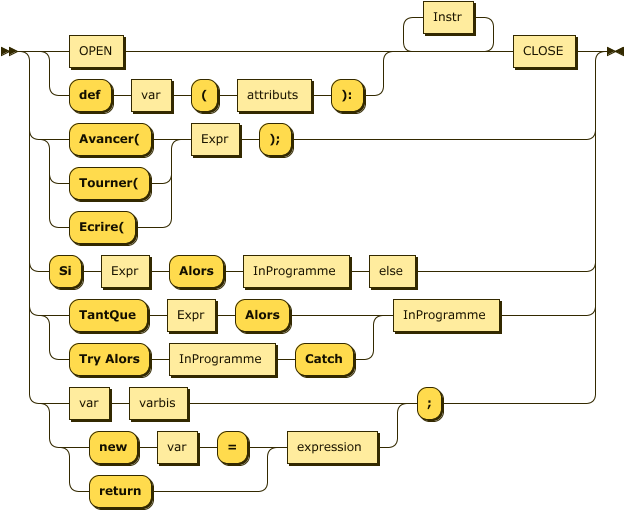 Instr
OPEN CLOSE
def var ( attributs ):
Avancer( Expr );
Tourner(
Ecrire(
Si Expr Alors InProgramme else
TantQue Expr Alors InProgramme
Try Alors InProgramme Catch
var varbis ;
new var = expression
return